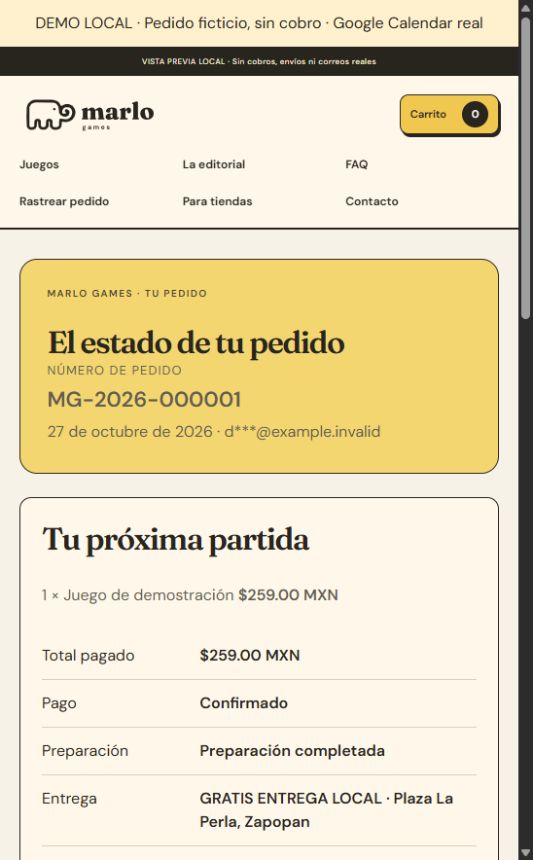 DEMO LOCAL · Pedido ficticio, sin cobro · Google Calendar real
VISTA PREVIA LOCAL · Sin cobros, envíos ni correos reales
marlo
games
Carrito 0
Juegos La editorial FAQ
Rastrear pedido Para tiendas Contacto
MARLO GAMES · TU PEDIDO
El estado de tu pedido
NÚMERO DE PEDIDO
MG-2026-000001
27 de octubre de 2026 · d***@example.invalid
Tu próxima partida
1 × Juego de demostración $259.00 MXN
Total pagado $259.00 MXN
Pago Confirmado
Preparación Preparación completada
Entrega GRATIS ENTREGA LOCAL · Plaza La
Perla, Zapopan